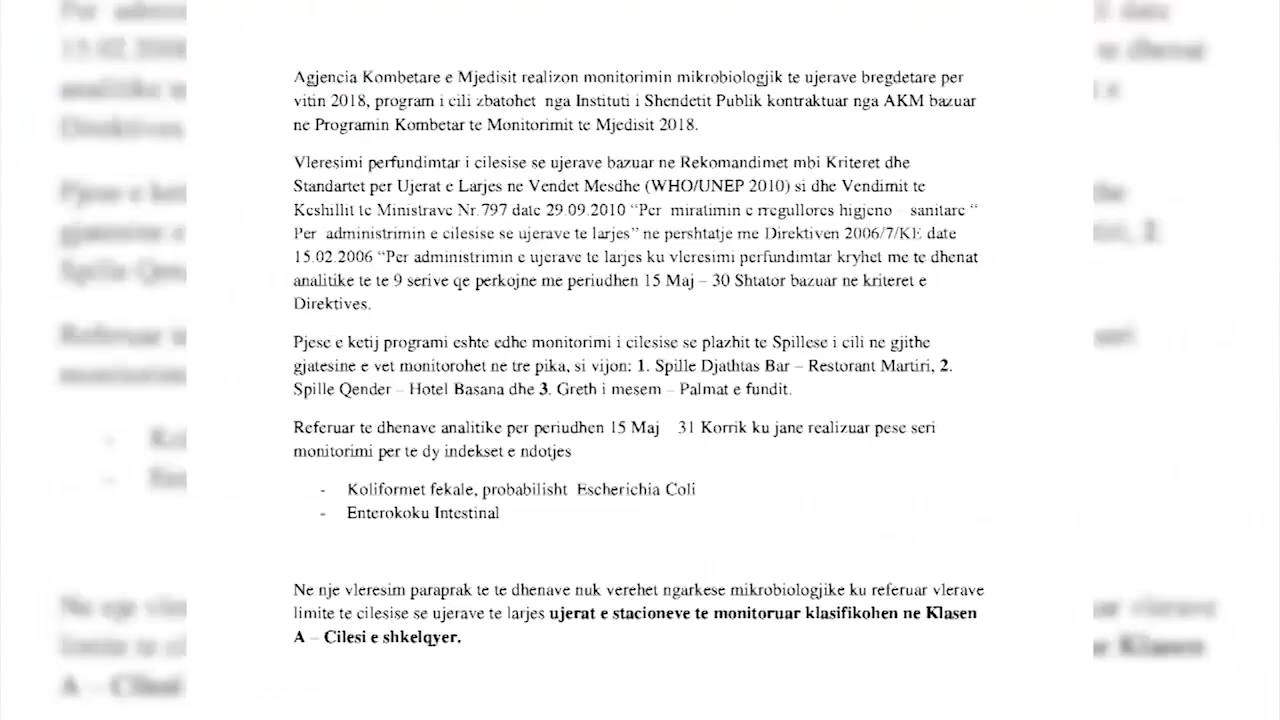 Agjencia Kombetare e Mjedisit realizon monitorimin mikrobiologjik te ujerave bregdetare per
vitin 2018, program i cili zbatohet nga Instituti i Shendetit Publik kontraktuar nga AKM bazuar
ne Programin Kombetar te Monitorimit te Mjedisit 2018.
Vleresimi perfundimtar i cilesise se ujerave bazuar ne Rekomandimet mbi Kriteret dhe
Standartet per Ujerat e Larjes ne Vendet Mesdhe (WHO/UNEP 2010) si dhe Vendimit te
Keshillit te Ministrave Nr.797 date 29.09.2010 “Per miratimin e rregullores higjeno – sanitare “
Per administrimin e cilesise se ujerave te larjes” ne pershtatje me Direktiven 2006/7/KE date
15.02.2006 “Per administrimin e ujerave te larjes ku vleresimi perfundimtar kryhet me te dhenat
analitike te te 9 serive qe perkojne me periudhen 15 Maj – 30 Shtator bazuar ne kriteret e
Direktives.
Pjese e ketij programi eshte edhe monitorimi i cilesise se plazhit te Spillese i cili ne gjithe
gjatesine e vet monitorohet ne tre pika, si vijon: 1. Spille Djathtas Bar – Restorant Martiri, 2.
Spille Qender – Hotel Basana dhe 3. Greth i mesem – Palmat e fundit.
Referuar te dhenave analitike per periudhen 15 Maj 31 Korrik ku jane realizuar pese seri
monitorimi per te dy indekset e ndotjes
- Koliformet fekale, probabilisht Escherichia Coli
- Enterokoku Intestinal
Ne nje vleresim paraprak te te dhenave nuk verehet ngarkese mikrobiologjike ku referuar vlerave
limite te cilesise se ujerave te larjes ujerat e stacioneve te monitoruar klasifikohen ne Klasen
A – Cilesi e shkelqyer.